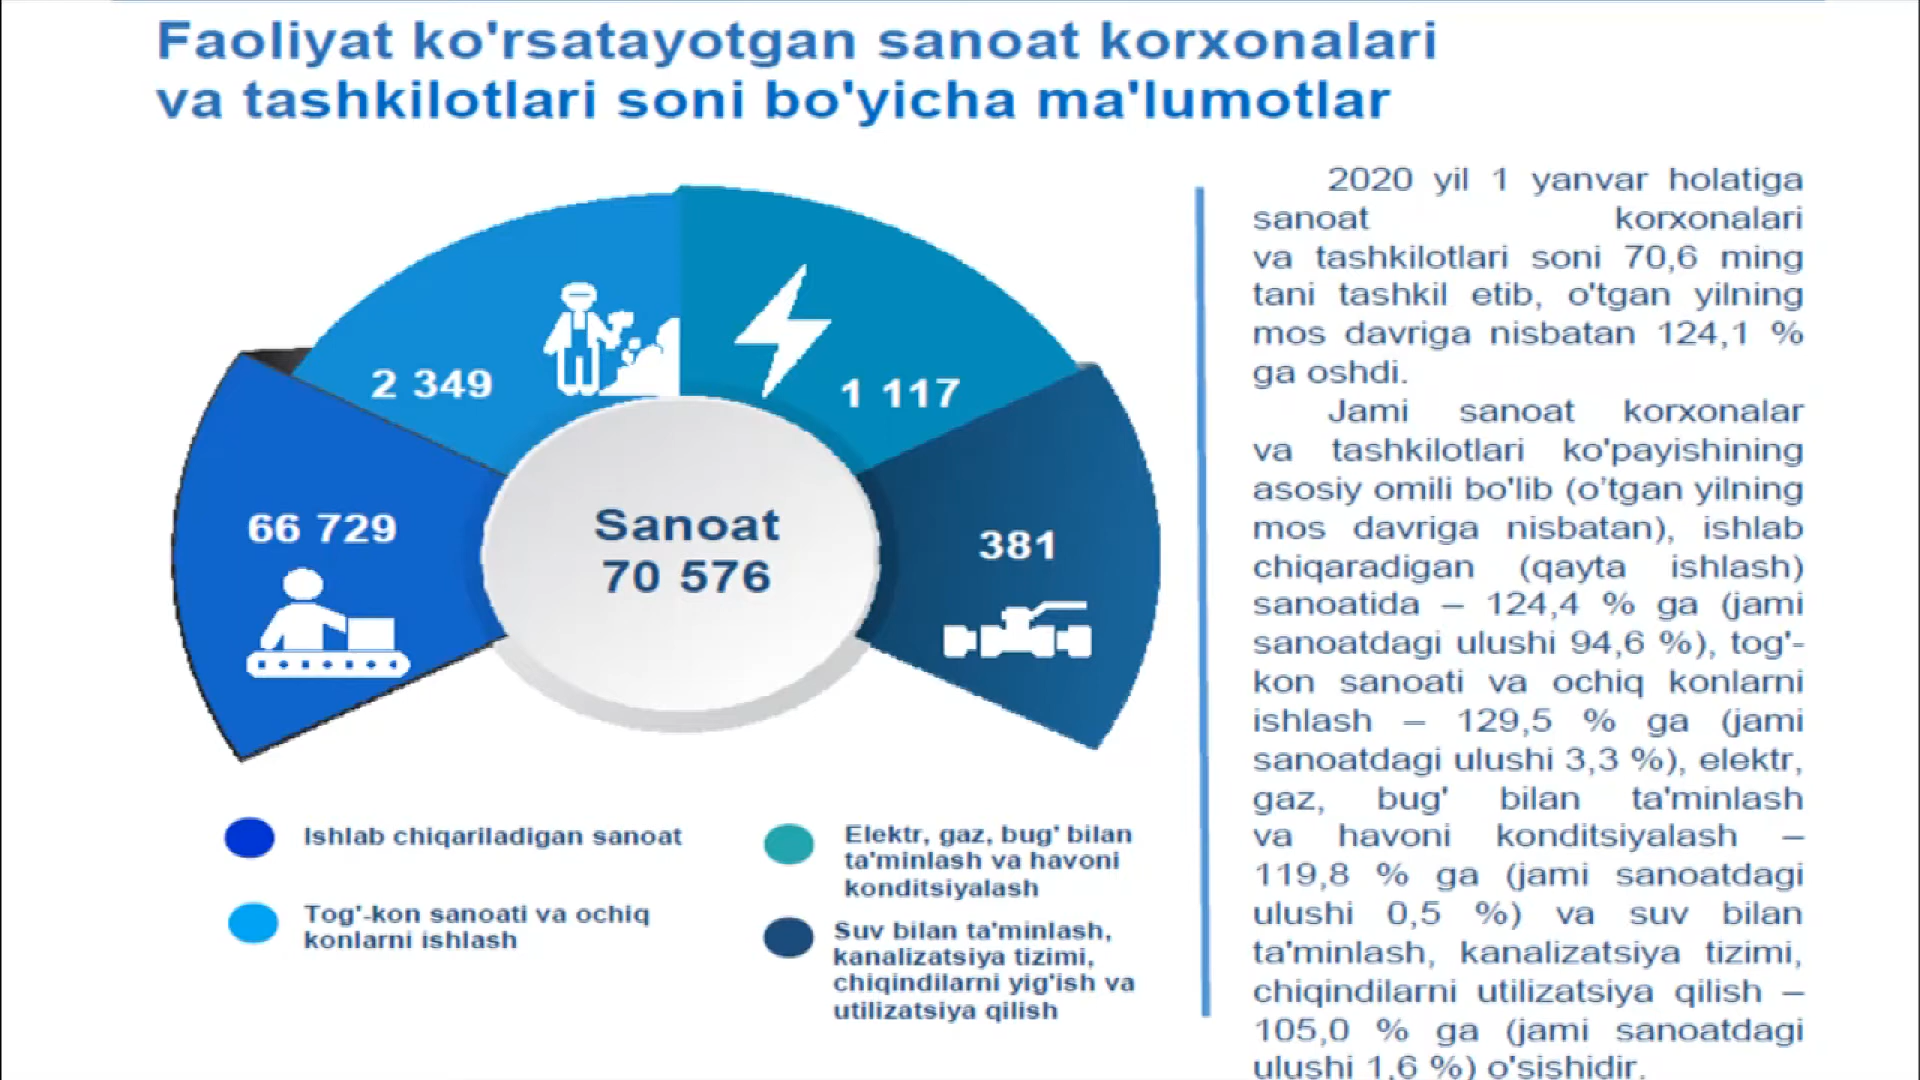 Faoliyat ko'rsatayotgan sanoat korxonalari
va tashkilotlari soni bo'yicha ma'lumotlar
2 349
1 117
66 729
381
Sanoat
70 576
Ishlab chiqariladigan sanoat
Tog'-kon sanoati va ochiq
konlarni ishlash
Elektr, gaz, bug' bilan
ta'minlash va havoni
konditsiyalash
Suv bilan ta'minlash,
kanalizatsiya tizimi,
chiqindilarni yig'ish va
utilizatsiya qilish
2020 yil 1 yanvar holatiga
sanoat korxonalari
va tashkilotlari soni 70,6 ming
tani tashkil etib, o'tgan yilning
mos davriga nisbatan 124,1 %
ga oshdi.
Jami sanoat korxonalar
va tashkilotlari ko'payishining
asosiy omili bo'lib (o'tgan yilning
mos davriga nisbatan), ishlab
chiqaradigan (qayta ishlash)
sanoatida – 124,4 % ga (jami
sanoatdagi ulushi 94,6 %), tog'-
kon sanoati va ochiq konlarni
ishlash – 129,5 % ga (jami
sanoatdagi ulushi 3,3 %), elektr,
gaz, bug' bilan ta'minlash
va havoni konditsiyalash –
119,8 % ga (jami sanoatdagi
ulushi 0,5 %) va suv bilan
ta'minlash, kanalizatsiya tizimi,
chiqindilarni utilizatsiya qilish –
105,0 % ga (jami sanoatdagi
ulushi 1,6 %) o'sishidir.